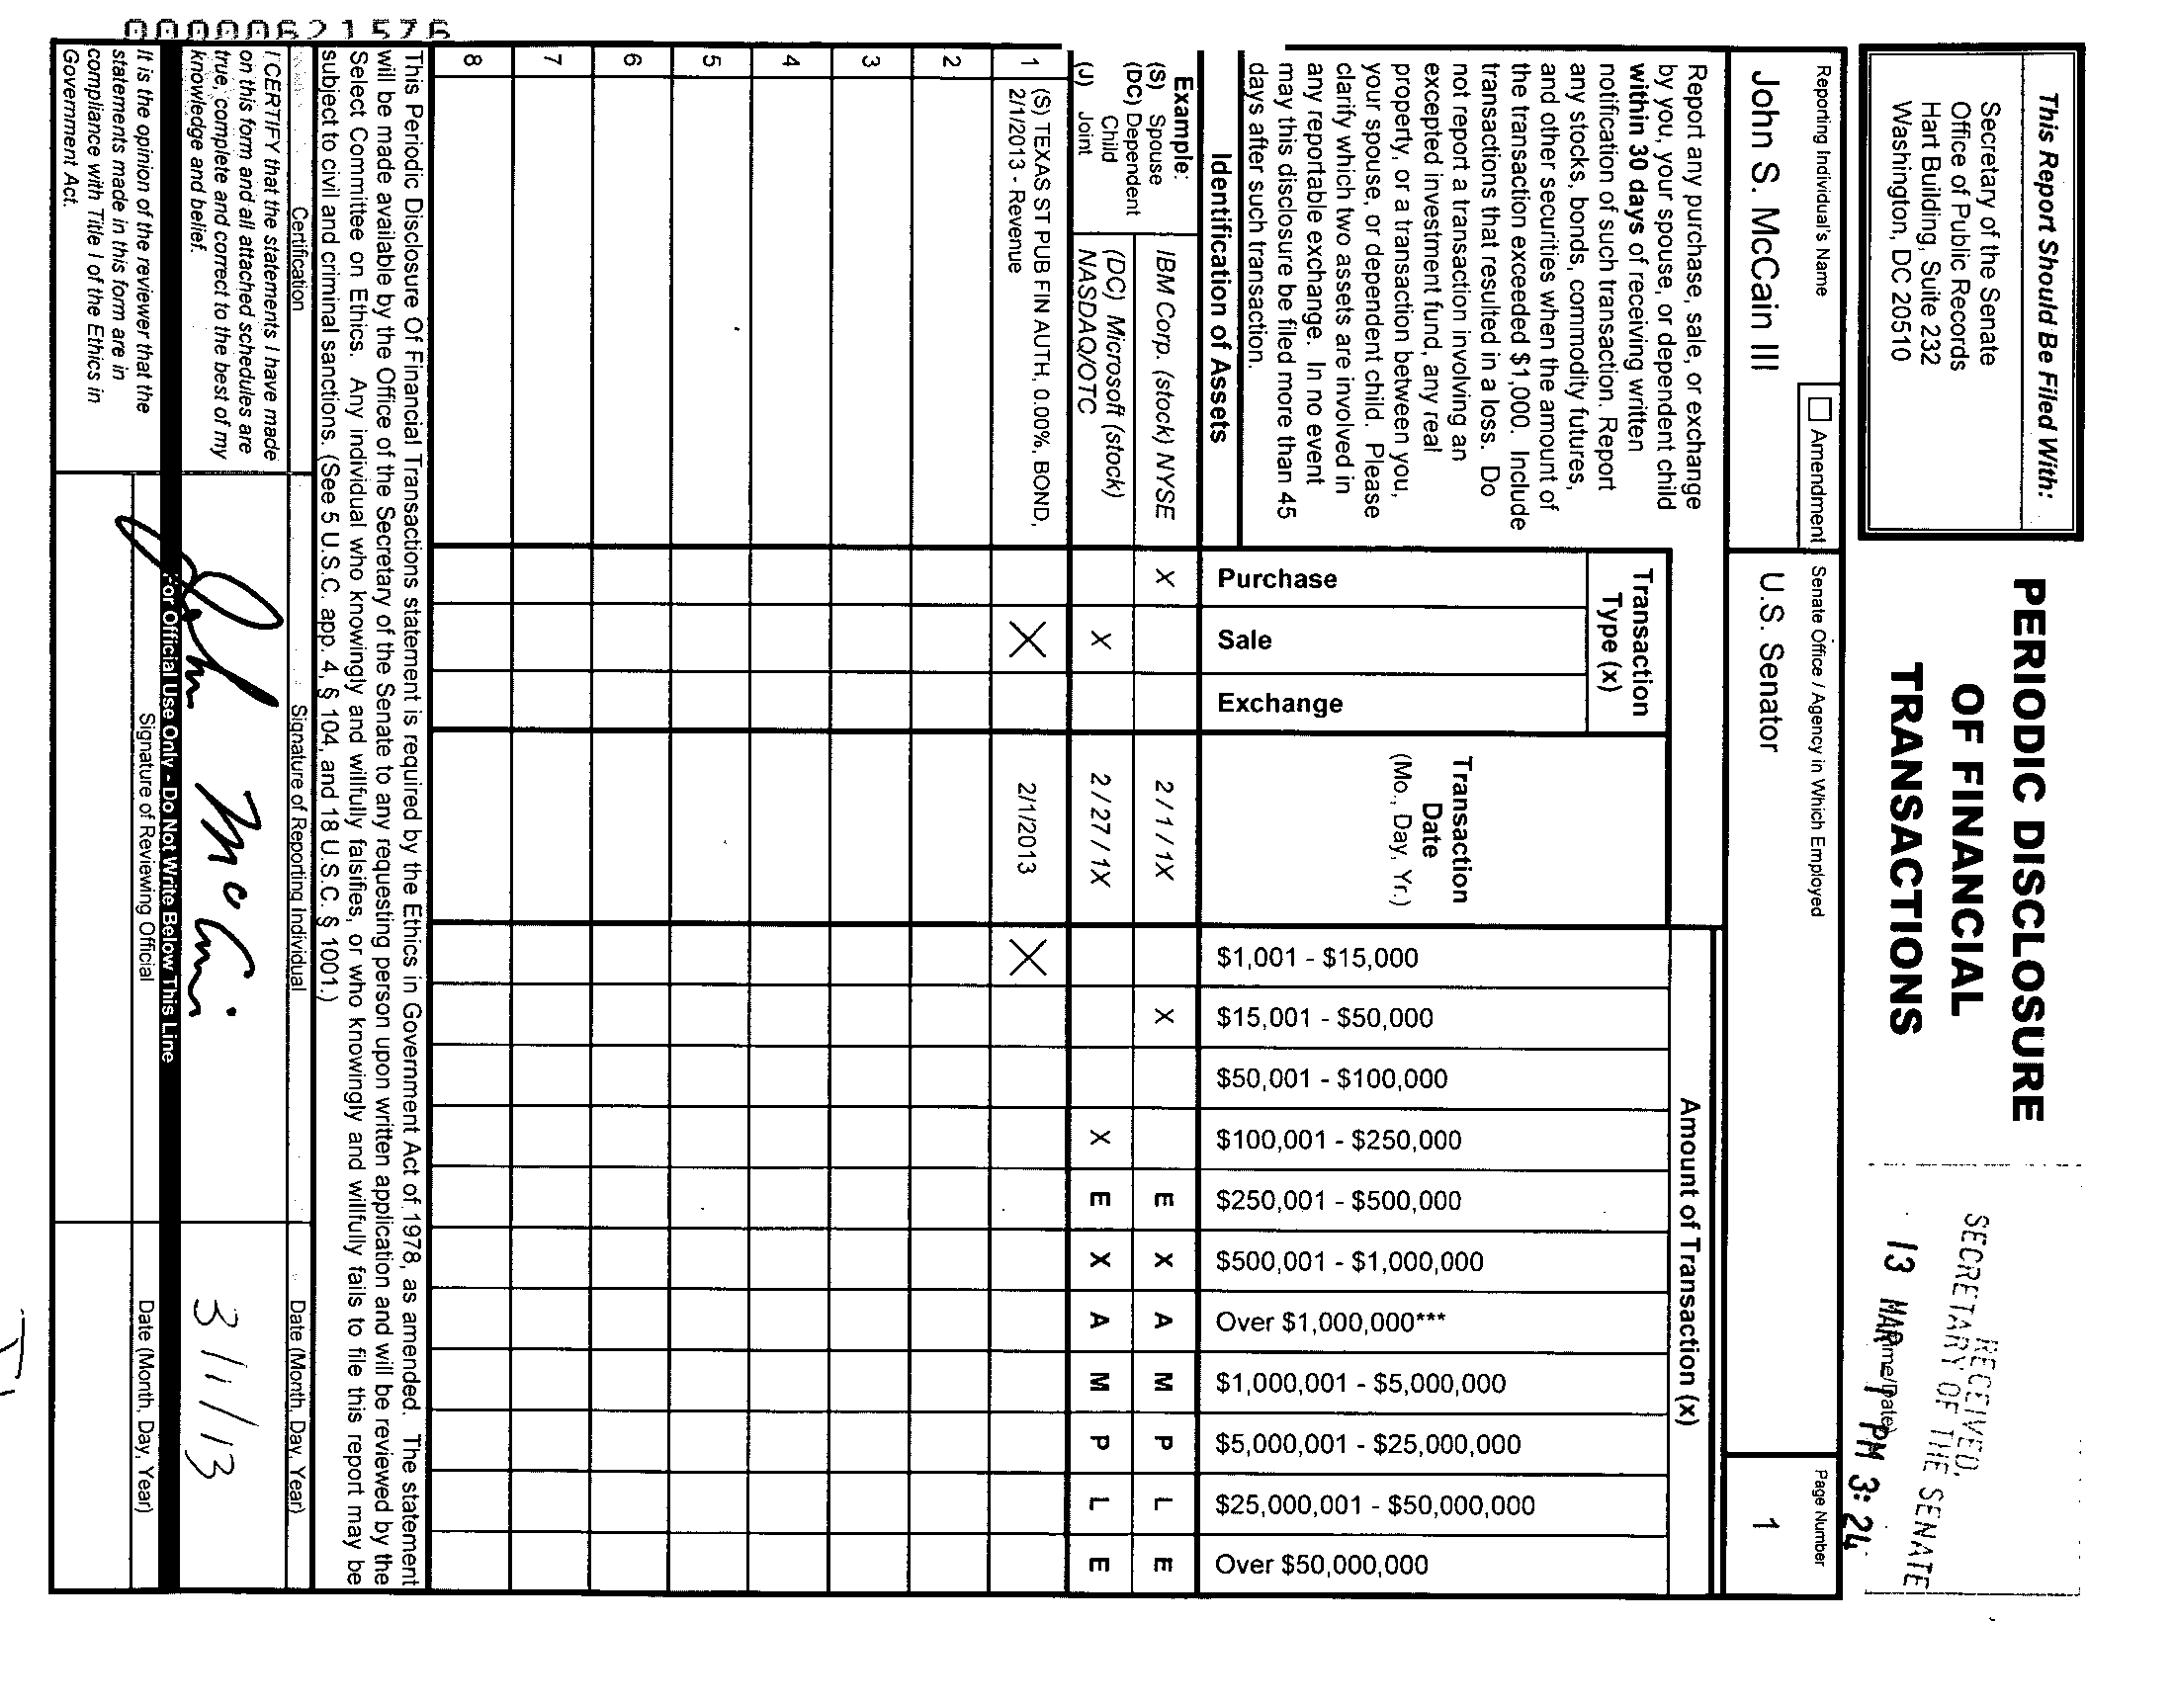 This Report Should Be Filed With:
Secretary of the Senate
Office of Public Records
Hart Building, Suite 232
Washington, DC 20510
PERIODIC DISCLOSURE
OF FINANCIAL
TRANSACTIONS
RECEIVED
SECRETARY OF THE SENATE
(Time/Date)
13 MAR -1 PM 3:24
Reporting Individual's Name
Amendment
Senate Office / Agency in Which Employed
Page Number
John S. McCain III
U.S. Senator
1
Report any purchase, sale, or exchange
by you, your spouse, or dependent child
within 30 days of receiving written
notification of such transaction. Report
any stocks, bonds, commodity futures,
and other securities when the amount of
the transaction exceeded $1,000. Include
transactions that resulted in a loss. Do
not report a transaction involving an
excepted investment fund, any real
property, or a transaction between you,
your spouse, or dependent child. Please
clarify which two assets are involved in
any reportable exchange. In no event
may this disclosure be filed more than 45
days after such transaction.
Identification of Assets
Transaction
Type (x)
Purchase
Sale
Exchange
Transaction
Date
(Mo., Day, Yr.)
Amount of Transaction (x)
$1,001 - $15,000
$15,001 - $50,000
$50,001 - $100,000
$100,001 - $250,000
$250,001 - $500,000
$500,001 - $1,000,000
Over $1,000,000***
$1,000,001 - $5,000,000
$5,000,001 - $25,000,000
$25,000,001 - $50,000,000
Over $50,000,000
Example:
(S) Spouse
(DC) Dependent
Child
(J) Joint
IBM Corp. (stock) NYSE X 2 / 1 / 1X X E X A M P L E
(DC) Microsoft (stock)
NASDAQ/OTC X 2 / 27 / 1X X E X A M P L E
1 (S) TEXAS ST PUB FIN AUTH, 0.00%, BOND,
2/1/2013 - Revenue X 2/1/2013 X
2
3
4
5
6
7
8
This Periodic Disclosure Of Financial Transactions statement is required by the Ethics in Government Act of 1978, as amended. The statement
will be made available by the Office of the Secretary of the Senate to any requesting person upon written application and will be reviewed by the
Select Committee on Ethics. Any individual who knowingly and willfully falsifies, or who knowingly and willfully fails to file this report may be
subject to civil and criminal sanctions. (See 5 U.S.C. app. 4, § 104, and 18 U.S.C. § 1001.)
Certification
Signature of Reporting Individual
Date (Month, Day, Year)
I CERTIFY that the statements I have made
on this form and all attached schedules are
true, complete and correct to the best of my
knowledge and belief.
John McCain
3/1/13
For Official Use Only - Do Not Write Below This Line
It is the opinion of the reviewer that the
statements made in this form are in
compliance with Title I of the Ethics in
Government Act.
Signature of Reviewing Official
Date (Month, Day, Year)
00000621576